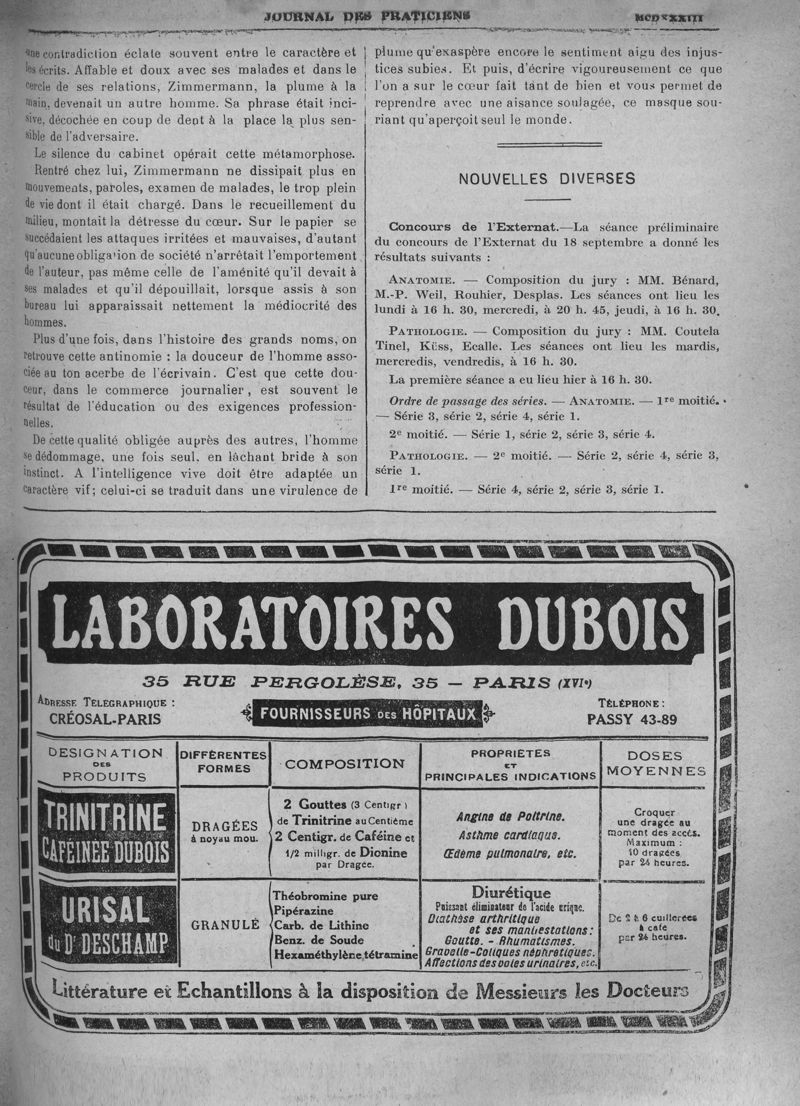 JOURNAL DES PRATICIENS
une contradiction éclate souvent entre le caractère et
les écrits. Affable et doux avec ses malades et dans le
cercle de ses relations, Zimmermann, la plume à la
main, devenait un autre homme. Sa phrase était inci-
sive, décochée en coup de dent à la place la plus sen-
sible de l'adversaire.
Le silence du cabinet opérait cette métamorphose.
Rentré chez lui, Zimmermann ne dissipait plus en
mouvements, paroles, examen de malades, le trop plein
de vie dont il était chargé. Dans le recueillement du
milieu, montait la détresse du cœur. Sur le papier se
succédaient les attaques irritées et mauvaises, d'autant
qu'aucune obligation de société n'arrêtait l'emportement
de l'auteur, pas même celle de l'aménité qu'il devait à
ses malades et qu'il dépouillait, lorsque assis à son
bureau lui apparaissait nettement la médiocrité des
hommes.
Plus d'une fois, dans l'histoire des grands noms, on
retrouve cette antinomie : la douceur de l'homme asso-
ciée au ton acerbe de l'écrivain. C'est que cette dou-
ceur, dans le commerce journalier, est souvent le
résultat de l'éducation ou des exigences profession-
nelles.
De cette qualité obligée auprès des autres, l'homme
se dédommage, une fois seul, en lâchant bride à son
instinct. A l'intelligence vive doit être adaptée un
caractère vif; celui-ci se traduit dans une virulence de
plume qu'exaspère encore le sentiment aigu des injus-
tices subies. Et puis, d'écrire vigoureusement ce que
l'on a sur le cœur fait tant de bien et vous permet de
reprendre avec une aisance soulagée, ce masque sou-
riant qu'aperçoit seul le monde.
NOUVELLES DIVERSES
Concours de l'Externat.—La séance préliminaire
du concours de l'Externat du 18 septembre a donné les
résultats suivants :
ANATOMIE. — Composition du jury : MM. Bénard,
M.-P. Weil, Rouhier, Desplas. Les séances ont lieu les
lundi à 16 h. 30, mercredi, à 20 h. 45, jeudi, à 16 h. 30.
PATHOLOGIE. — Composition du jury : MM. Coutela
Tinel, Küss, Ecalle. Les séances ont lieu les mardis,
mercredis, vendredis, à 16 h. 30.
La première séance a eu lieu hier à 16 h. 30.
Ordre de passage des séries. — ANATOMIE. — 1re moitié.
— Série 3, série 2, série 4, série 1.
2e moitié. — Série 1, série 2, série 3, série 4.
PATHOLOGIE. — 2e moitié. — Série 2, série 4, série 3,
série 1.
1re moitié. — Série 4, série 2, série 3, série 1.
LABORATOIRES DUBOIS
35 RUE PERGOLÈSE, 35 — PARIS (XVIe)
ADRESSE TELÉGRAPHIQUE :
CRÉOSAL-PARIS
FOURNISSEURS DES HÔPITAUX
TÉLÉPHONE :
PASSY 43-89
DESIGNATION
DES
PRODUITS
DIFFÉRENTES
FORMES
COMPOSITION
PROPRIÉTES
ET
PRINCIPALES INDICATIONS
DOSES
MOYENNES
TRINITRINE
CAFÉINÉE DUBOIS
DRAGÉES
à noyau mou.
2 Gouttes (3 Centigr)
de Trinitrine au Centième
2 Centigr. de Caféine et
1/2 milligr. de Dionine
par Dragée.
Angine de Poitrine.
Asthme cardiaque.
Œdème pulmonaire, etc.
Croquer
une dragée au
moment des accès.
Maximum :
10 dragées
par 24 heures.
URISAL
du Dr DESCHAMP
GRANULÉ
Théobromine pure
Pipérazine
Carb. de Lithine
Benz. de Soude
Hexaméthylène tétramine
Diurétique
Puissant éliminateur de l'acide urique.
Diathèse arthritique
et ses manifestations:
Goutte. - Rhumatismes.
Gravelle-Coliques néphrétiques.
Affections des voies urinaires, etc.
De 2 à 6 cuillerées
à café
par 24 heures.
Littérature et Echantillons à la disposition de Messieurs les Docteurs